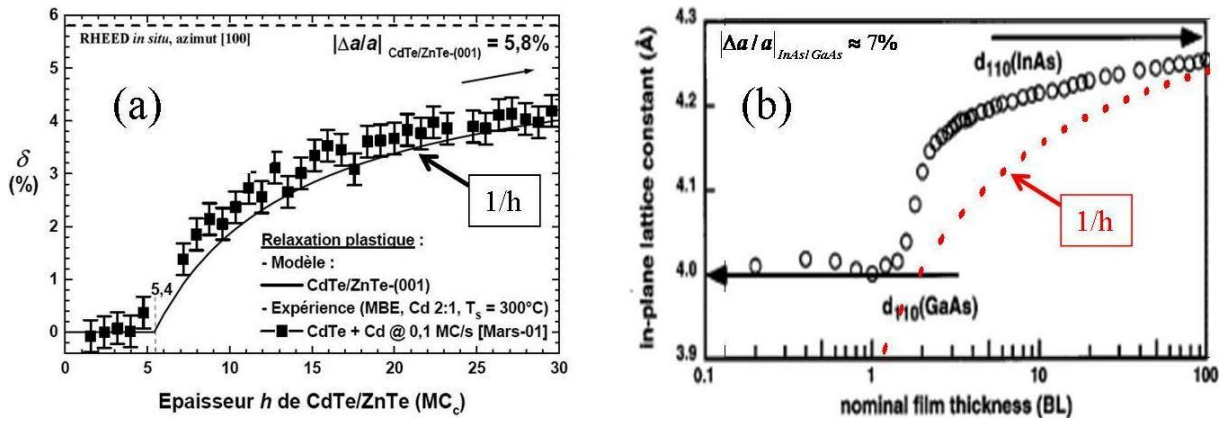 (a)
RHEED in situ, azimut [100]
|Δa/a| CdTe/ZnTe-(001) = 5,8%
6
5
4
3
2
1
0
δ
(%)
5,4
1/h
Relaxation plastique :
- Modèle :
CdTe/ZnTe-(001)
- Expérience (MBE, Cd 2:1, Ts = 300°C)
CdTe + Cd @ 0,1 MC/s [Mars-01]
0 5 10 15 20 25 30
Epaisseur h de CdTe/ZnTe (MCc)
(b)
|Δa/a| InAs/GaAs ≈ 7%
d110(InAs)
4.3
4.2
4.1
4.0
3.9
In-plane lattice constant (Å)
1/h
d110(GaAs)
0.1 1 10 100
nominal film thickness (BL)